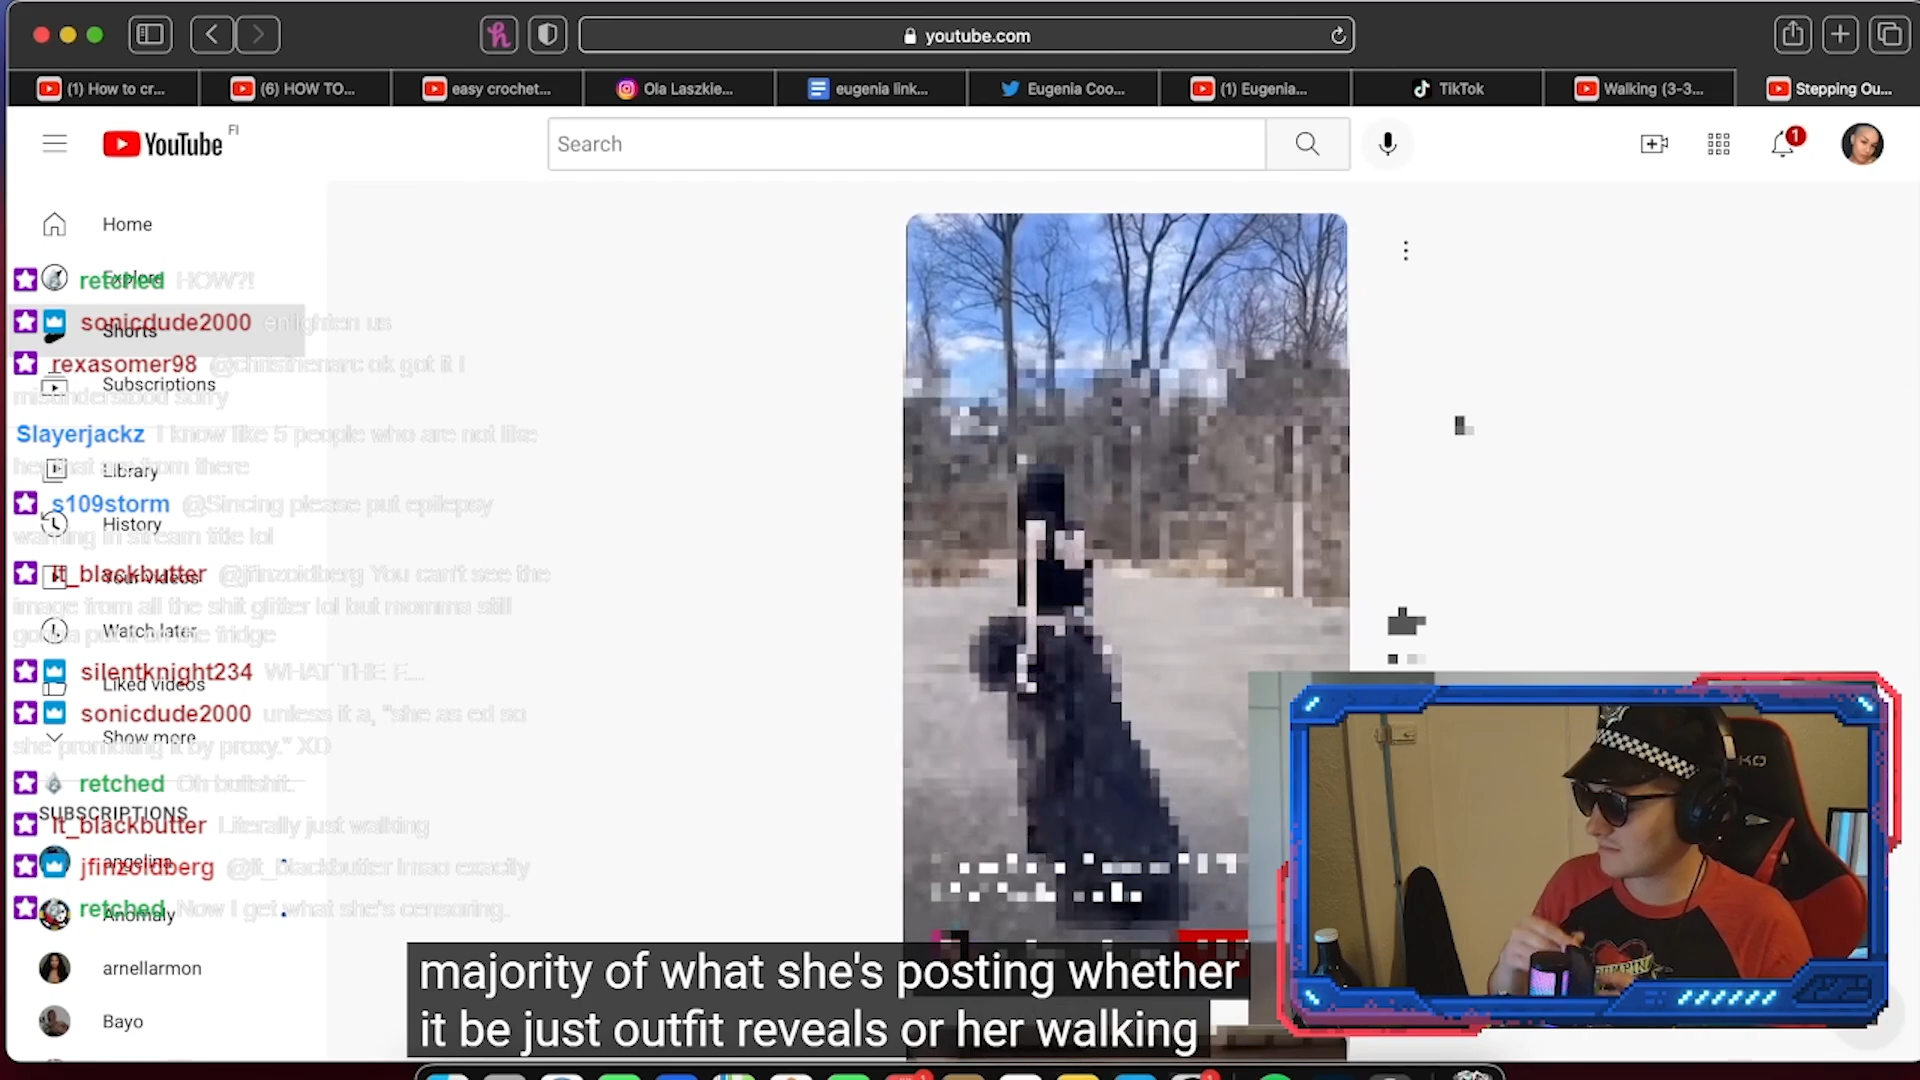 youtube.com
(1) How to cr...
(6) HOW TO...
easy crochet...
Ola Laszkie...
eugenia link...
Eugenia Coo...
(1) Eugenia...
TikTok
Walking (3-3...
Stepping Ou...
YouTube FI
Search
1
Home
Explore
retched HOW?!
sonicdude2000 enlighten us
Shorts
rexasomer98 @christhenarc ok got it I
Subscriptions
misunderstood sorry
Slayerjackz I know like 5 people who are not like
her that are from there
Library
s109storm @Sincing please put epilepsy
History
warning in stream title lol
lt_blackbutter @jfinzoldberg You can't see the
Your videos
image from all the shit glitter lol but momma still
gonna put it on the fridge
Watch later
silentknight234 WHAT THE F...
Liked videos
sonicdude2000 unless it a, "she as ed so
Show more
she promoting it by proxy." XD
retched Oh bullshit.
SUBSCRIPTIONS
lt_blackbutter Literally just walking
angelina
jfinzoldberg @lt_blackbutter lmao exactly
retched Now I get what she's censoring.
Anomaly
arnellarmon
Bayo
majority of what she's posting whether
it be just outfit reveals or her walking